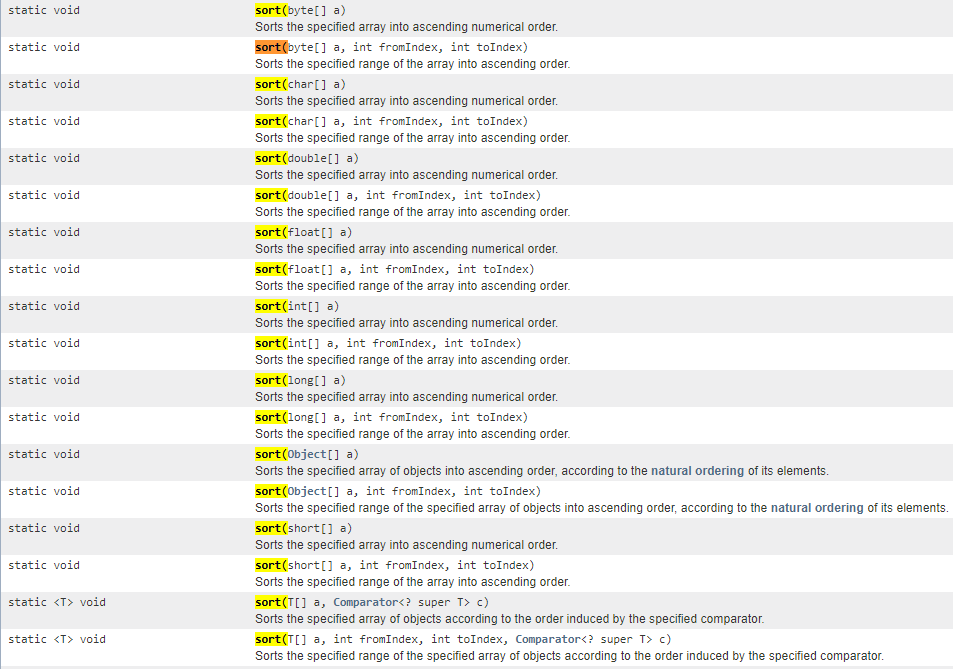 static void sort(byte[] a)
Sorts the specified array into ascending numerical order.
static void sort(byte[] a, int fromIndex, int toIndex)
Sorts the specified range of the array into ascending order.
static void sort(char[] a)
Sorts the specified array into ascending numerical order.
static void sort(char[] a, int fromIndex, int toIndex)
Sorts the specified range of the array into ascending order.
static void sort(double[] a)
Sorts the specified array into ascending numerical order.
static void sort(double[] a, int fromIndex, int toIndex)
Sorts the specified range of the array into ascending order.
static void sort(float[] a)
Sorts the specified array into ascending numerical order.
static void sort(float[] a, int fromIndex, int toIndex)
Sorts the specified range of the array into ascending order.
static void sort(int[] a)
Sorts the specified array into ascending numerical order.
static void sort(int[] a, int fromIndex, int toIndex)
Sorts the specified range of the array into ascending order.
static void sort(long[] a)
Sorts the specified array into ascending numerical order.
static void sort(long[] a, int fromIndex, int toIndex)
Sorts the specified range of the array into ascending order.
static void sort(Object[] a)
Sorts the specified array of objects into ascending order, according to the natural ordering of its elements.
static void sort(Object[] a, int fromIndex, int toIndex)
Sorts the specified range of the specified array of objects into ascending order, according to the natural ordering of its elements.
static void sort(short[] a)
Sorts the specified array into ascending numerical order.
static void sort(short[] a, int fromIndex, int toIndex)
Sorts the specified range of the array into ascending order.
static <T> void sort(T[] a, Comparator<? super T> c)
Sorts the specified array of objects according to the order induced by the specified comparator.
static <T> void sort(T[] a, int fromIndex, int toIndex, Comparator<? super T> c)
Sorts the specified range of the specified array of objects according to the order induced by the specified comparator.